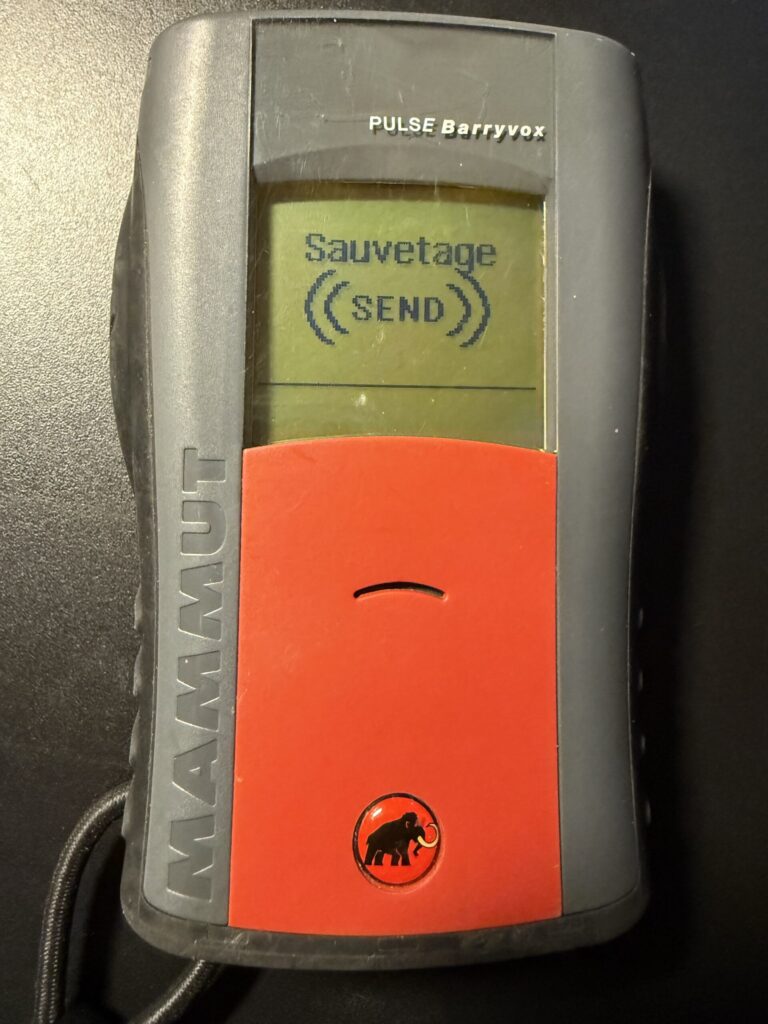 PULSE Barryvox
Sauvetage
SEND
MAMMUT